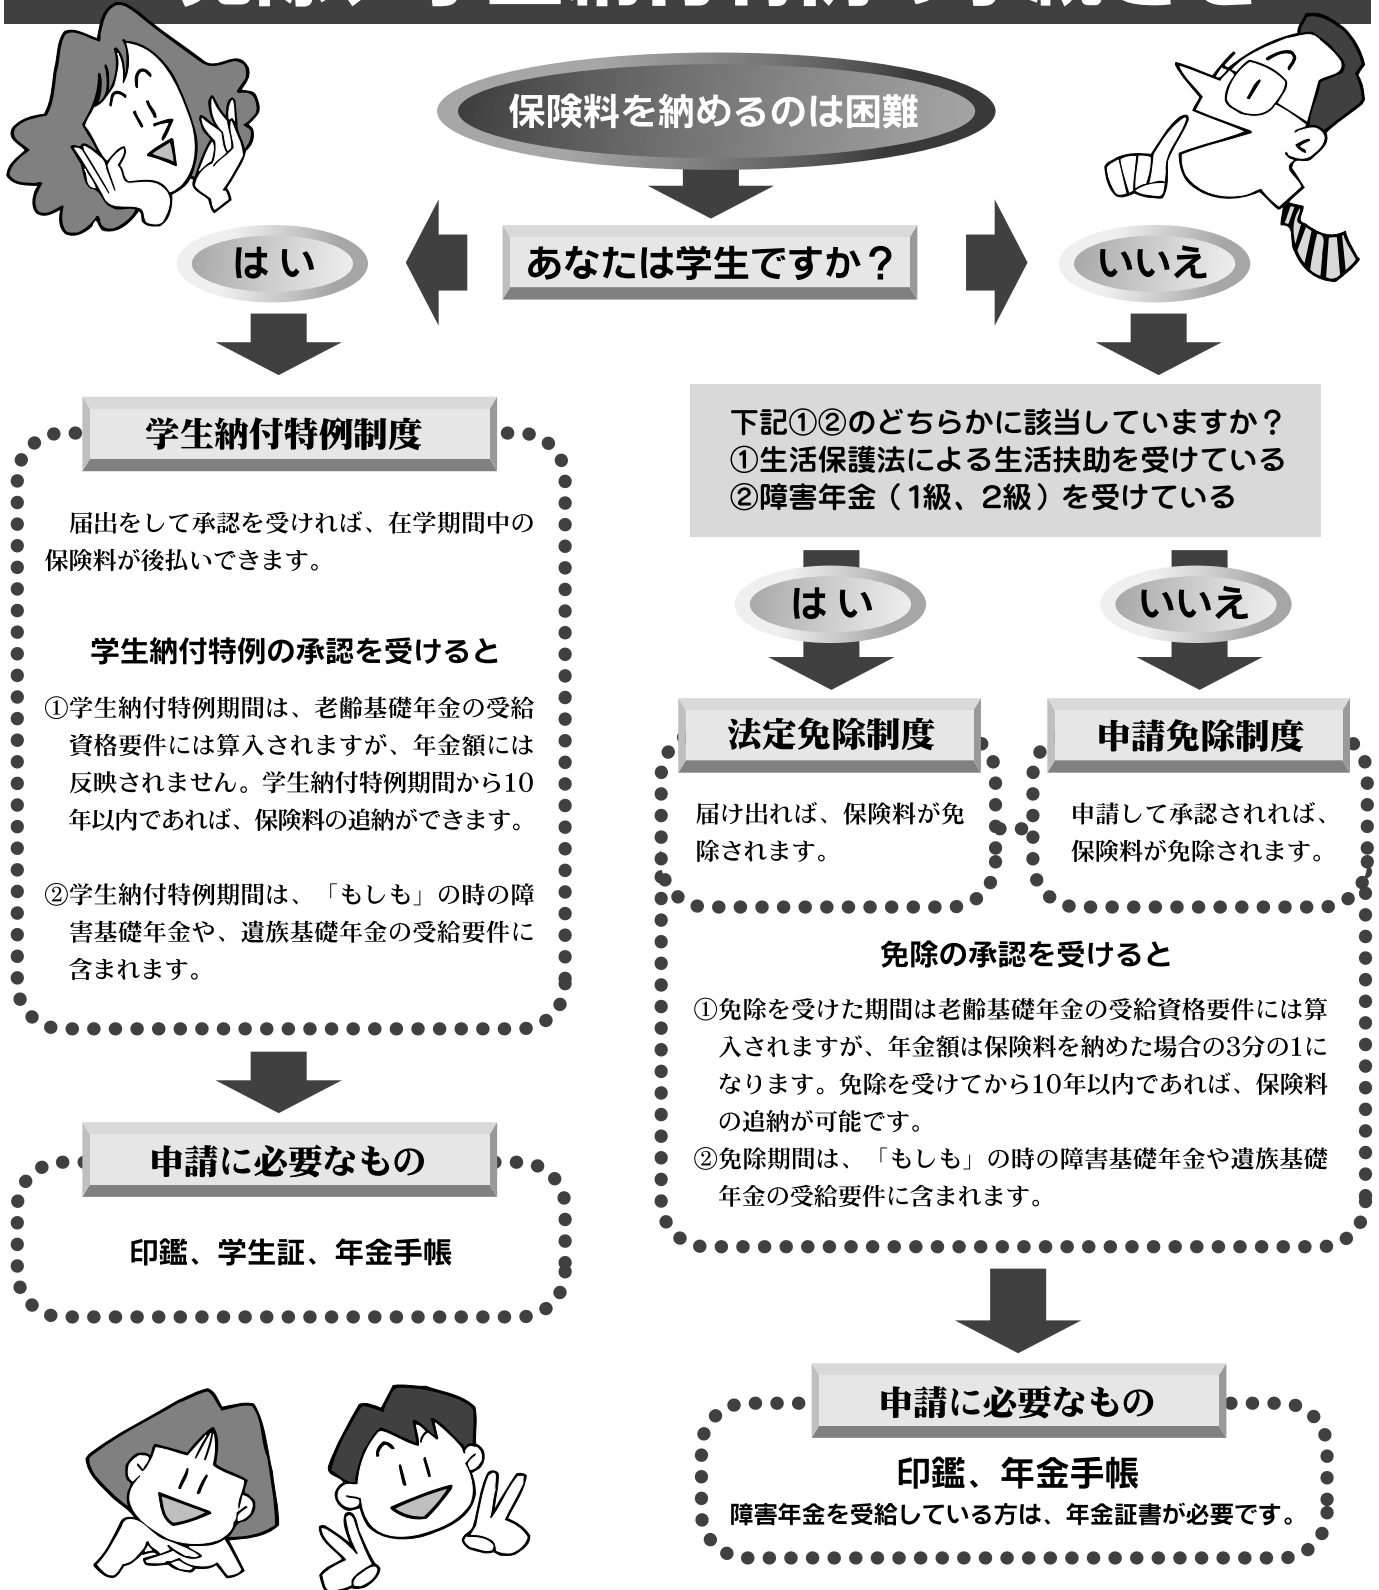 保険料を納めるのは困難
あなたは学生ですか？
はい
いいえ
学生納付特例制度
届出をして承認を受ければ、在学期間中の
保険料が後払いできます。
学生納付特例の承認を受けると
①学生納付特例期間は、老齢基礎年金の受給
資格要件には算入されますが、年金額には
反映されません。学生納付特例期間から10
年以内であれば、保険料の追納ができます。
②学生納付特例期間は、「もしも」の時の障
害基礎年金や、遺族基礎年金の受給要件に
含まれます。
申請に必要なもの
印鑑、学生証、年金手帳
下記①②のどちらかに該当していますか？
①生活保護法による生活扶助を受けている
②障害年金（1級、2級）を受けている
はい
いいえ
法定免除制度
届け出れば、保険料が免
除されます。
申請免除制度
申請して承認されれば、
保険料が免除されます。
免除の承認を受けると
①免除を受けた期間は老齢基礎年金の受給資格要件には算
入されますが、年金額は保険料を納めた場合の3分の1に
なります。免除を受けてから10年以内であれば、保険料
の追納が可能です。
②免除期間は、「もしも」の時の障害基礎年金や遺族基礎
年金の受給要件に含まれます。
申請に必要なもの
印鑑、年金手帳
障害年金を受給している方は、年金証書が必要です。